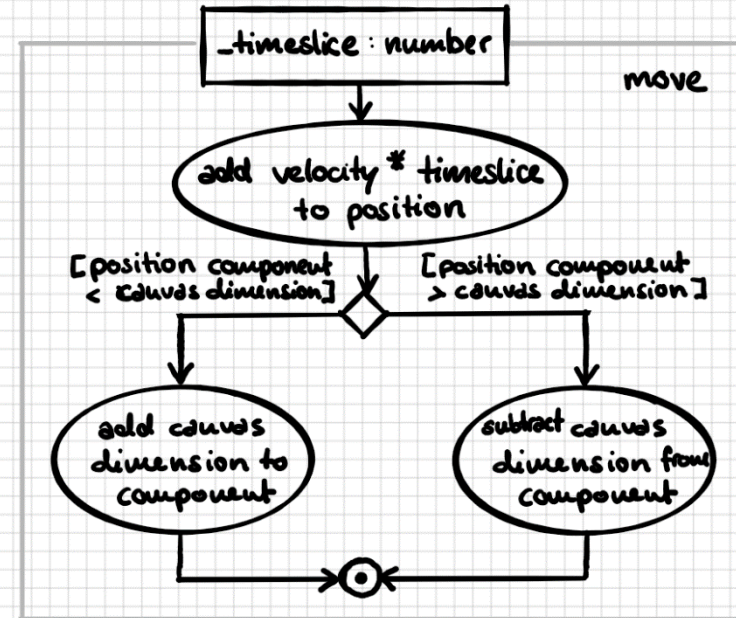 _timeslice : number
move
add velocity * timeslice
to position
[position component
< canvas dimension]
[position component
> canvas dimension]
add canvas
dimension to
component
subtract canvas
dimension from
component